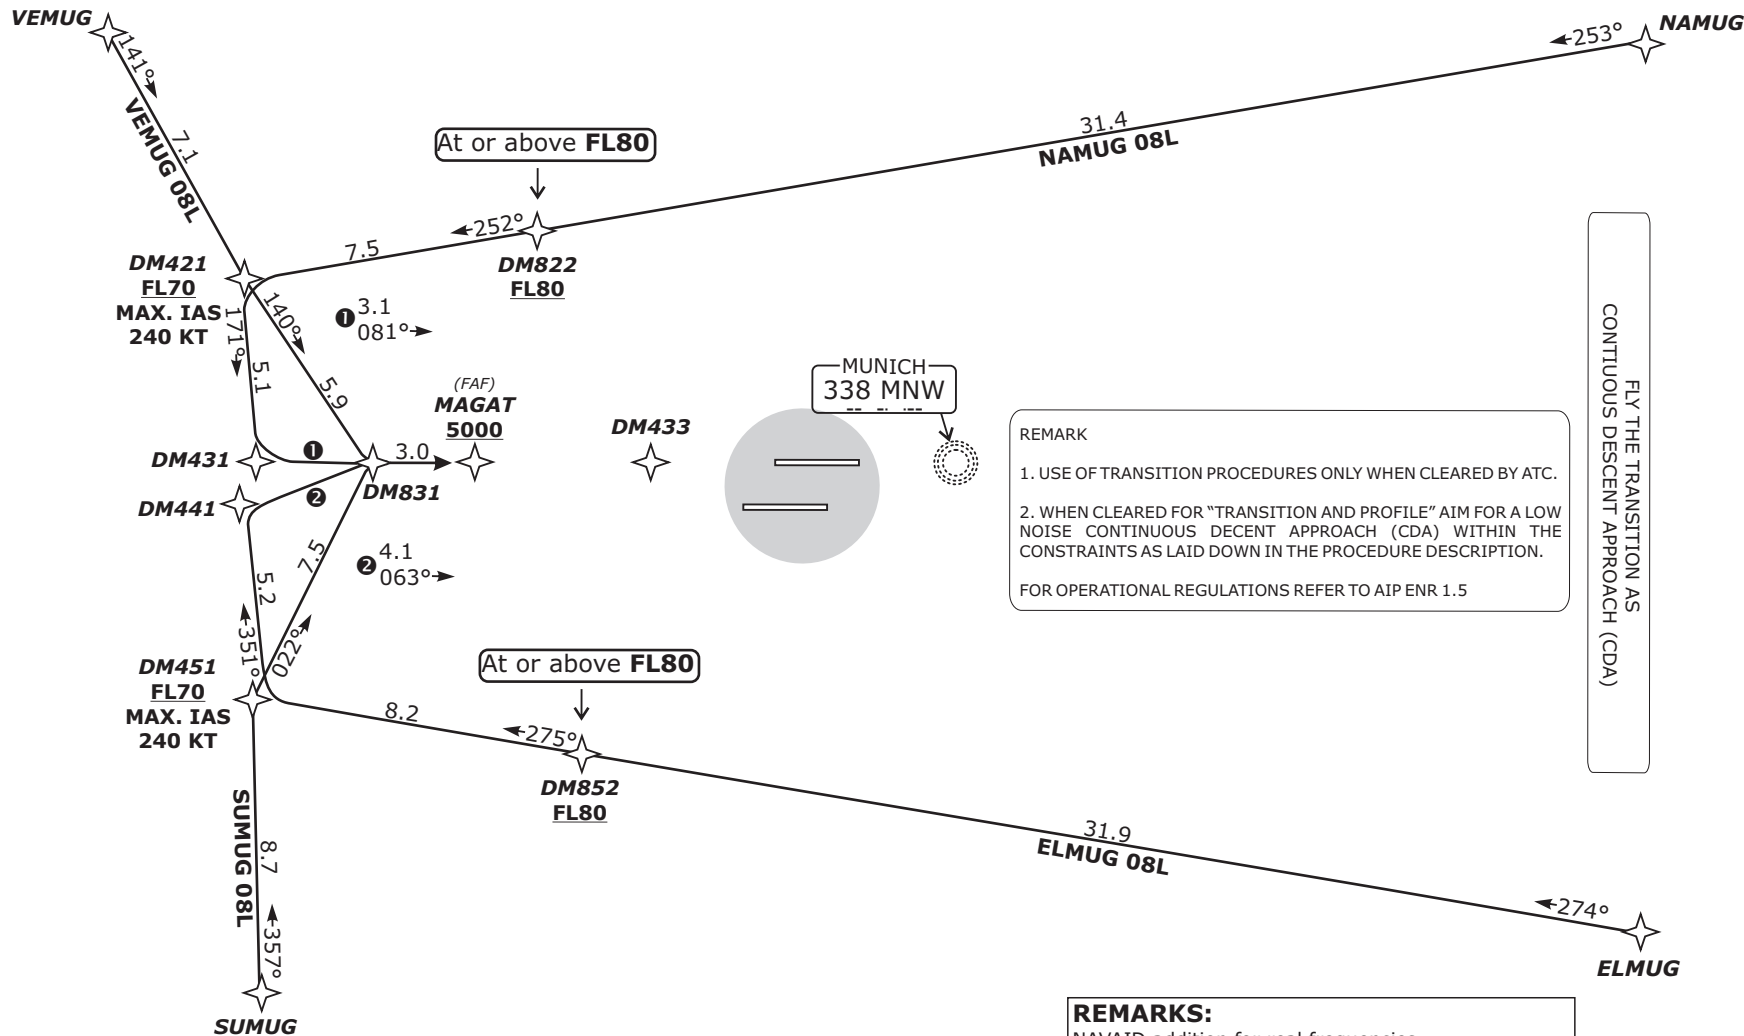 VEMUG
141°
7.1
VEMUG 08L
NAMUG
253°
31.4
NAMUG 08L
At or above FL80
252°
7.5
DM822
FL80
DM421
FL70
MAX. IAS
240 KT
171°
5.1
140°
5.9
❶ 3.1
081°
(FAF)
MAGAT
5000
3.0
DM433
MUNICH
338 MNW
DM431
❶
DM831
DM441
❷
❷ 4.1
063°
7.5
5.2
351°
022°
DM451
FL70
MAX. IAS
240 KT
At or above FL80
8.2
275°
DM852
FL80
31.9
ELMUG 08L
274°
ELMUG
SUMUG 08L
8.7
357°
SUMUG
REMARK
1. USE OF TRANSITION PROCEDURES ONLY WHEN CLEARED BY ATC.
2. WHEN CLEARED FOR “TRANSITION AND PROFILE” AIM FOR A LOW
NOISE CONTINUOUS DECENT APPROACH (CDA) WITHIN THE
CONSTRAINTS AS LAID DOWN IN THE PROCEDURE DESCRIPTION.
FOR OPERATIONAL REGULATIONS REFER TO AIP ENR 1.5
FLY THE TRANSITION AS
CONTIUOUS DESCENT APPROACH (CDA)
REMARKS:
NAVAID addition for real frequencies